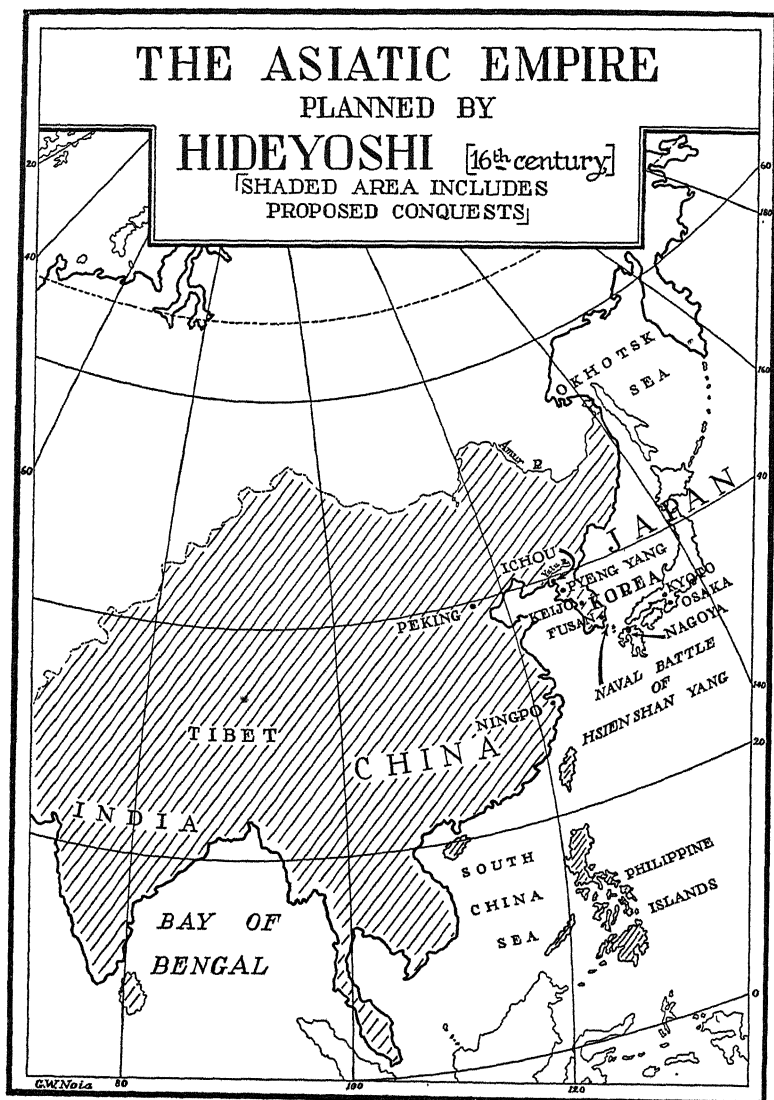 THE ASIATIC EMPIRE
PLANNED BY
HIDEYOSHI [16th century]
[SHADED AREA INCLUDES
PROPOSED CONQUESTS]
20
60
180
40
OKHOTSK
SEA
160
60
Amur R
40
JAPAN
ICHOU
Yalu R
PYENG YANG
KOREA
KYOTO
OSAKA
PEKING
KEIJO
FUSAN
NAGOYA
NAVAL BATTLE
OF
HSIEN SHAN YANG
140
NINGPO
TIBET
CHINA
20
INDIA
SOUTH
CHINA
SEA
PHILIPPINE
ISLANDS
BAY OF
BENGAL
0
G.W.Noia
80
100
120